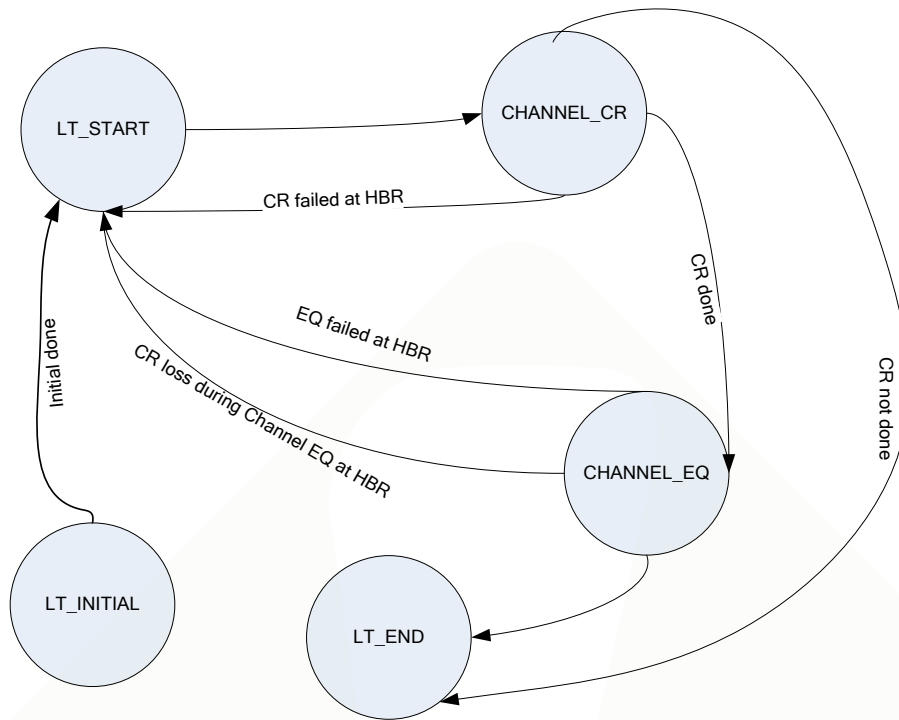 LT_START
CHANNEL_CR
CR failed at HBR
CR done
EQ failed at HBR
Initial done
CR loss during Channel EQ at HBR
CR not done
CHANNEL_EQ
LT_INITIAL
LT_END